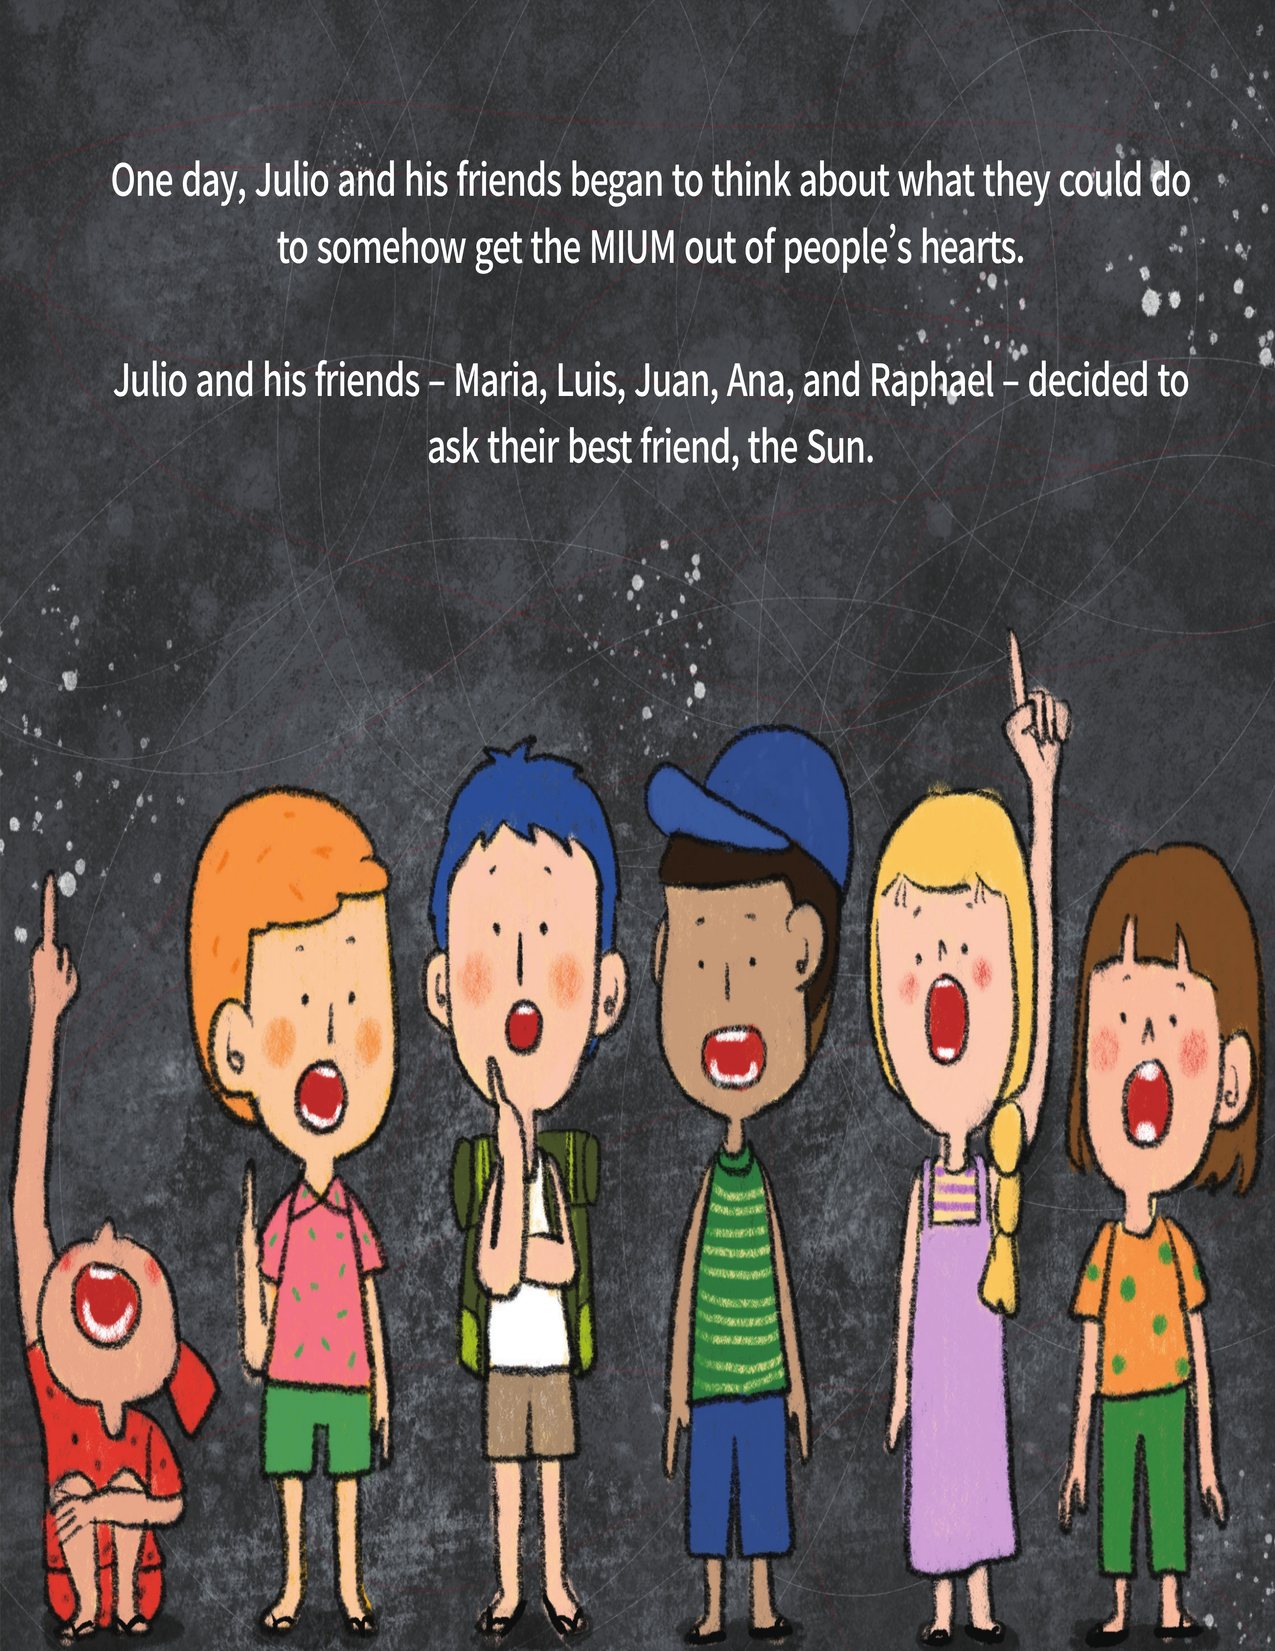 One day, Julio and his friends began to think about what they could do
to somehow get the MIUM out of people’s hearts.
Julio and his friends – Maria, Luis, Juan, Ana, and Raphael – decided to
ask their best friend, the Sun.